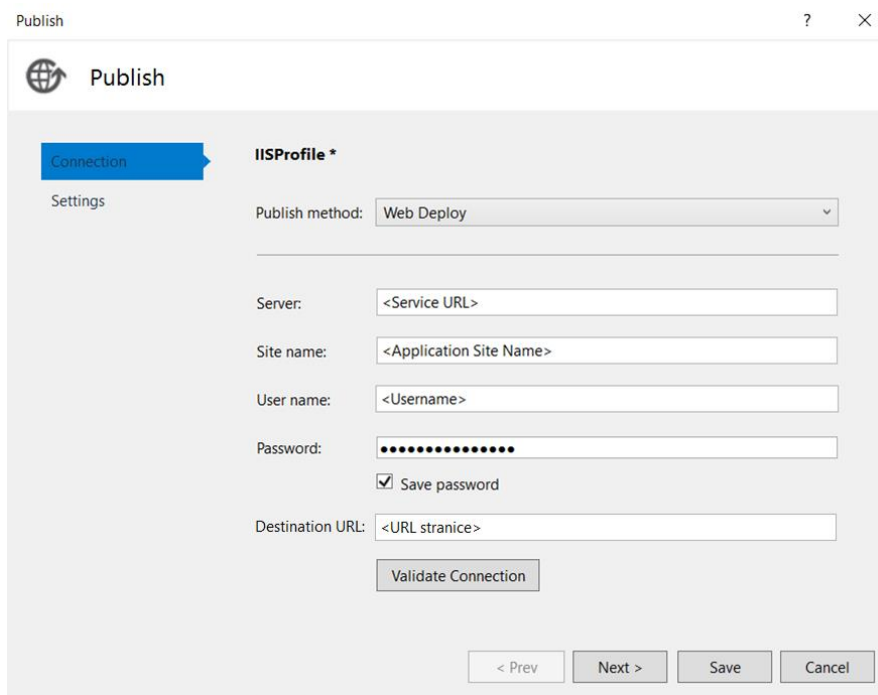 Publish ?
Publish
Connection
Settings
IISProfile *
Publish method: Web Deploy
Server: <Service URL>
Site name: <Application Site Name>
User name: <Username>
Password: •••••••••••••••
Save password
Destination URL: <URL stranice>
Validate Connection
< Prev Next > Save Cancel